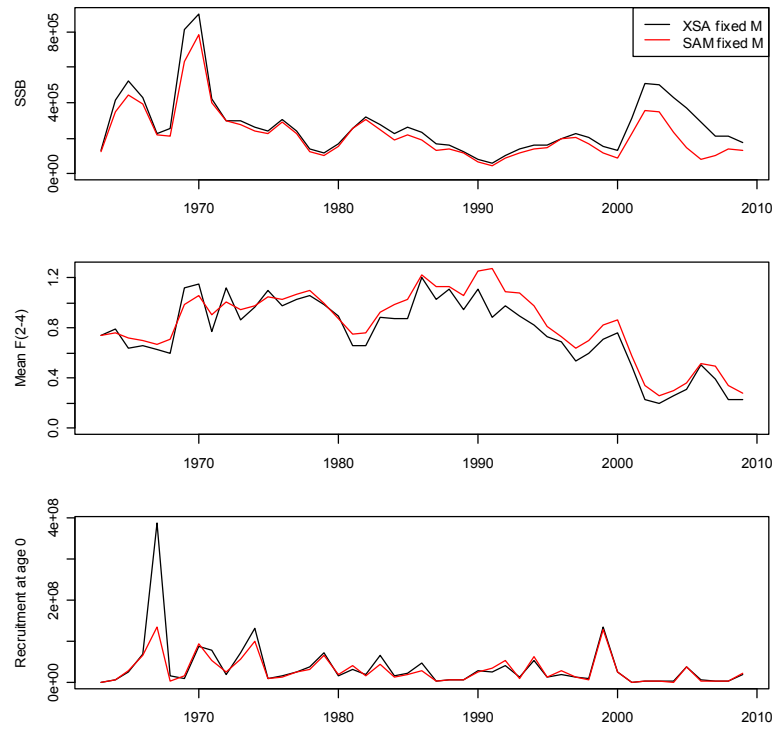 XSA fixed M
SAM fixed M
SSB
0e+00 4e+05 8e+05
1970 1980 1990 2000 2010
Mean F(2-4)
0.0 0.4 0.8 1.2
1970 1980 1990 2000 2010
Recruitment at age 0
0e+00 2e+08 4e+08
1970 1980 1990 2000 2010